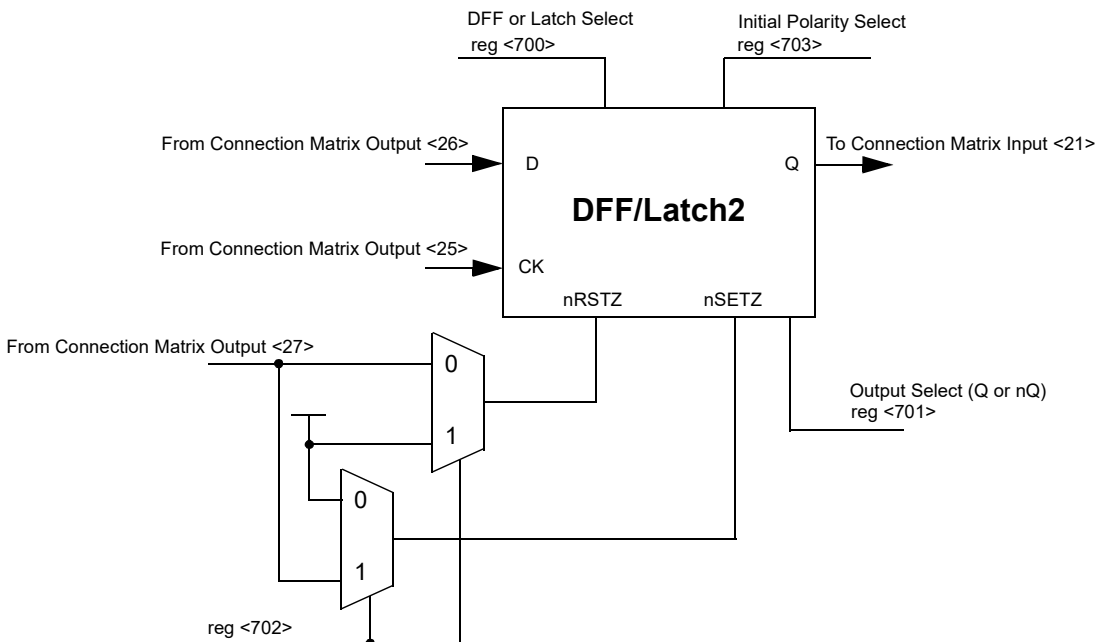 DFF or Latch Select
reg <700>
Initial Polarity Select
reg <703>
From Connection Matrix Output <26>
D
Q
To Connection Matrix Input <21>
DFF/Latch2
From Connection Matrix Output <25>
CK
nRSTZ
nSETZ
From Connection Matrix Output <27>
0
1
Output Select (Q or nQ)
reg <701>
0
1
reg <702>